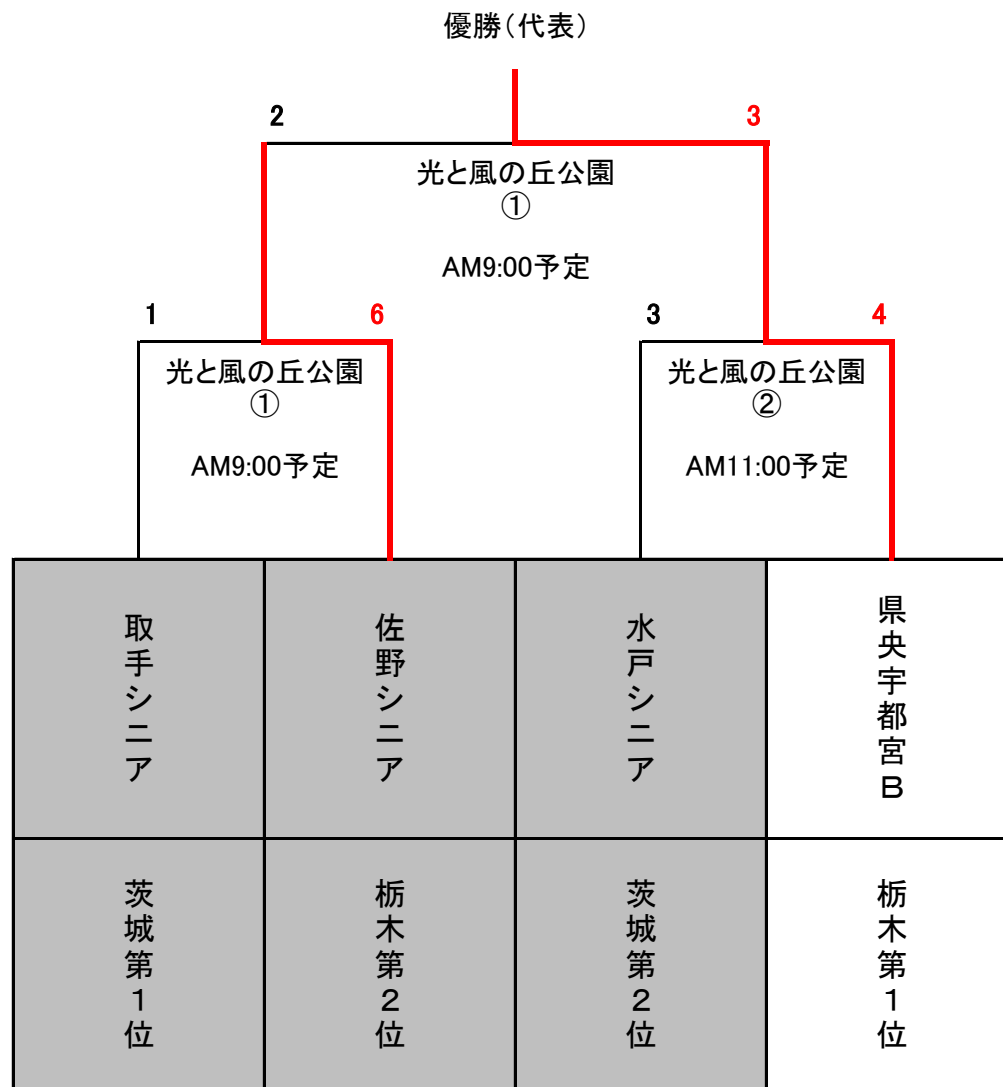 優勝（代表）
2
3
光と風の丘公園
①
AM9:00予定
1
6
3
4
光と風の丘公園
①
AM9:00予定
光と風の丘公園
②
AM11:00予定
取手シニア
佐野シニア
水戸シニア
県央宇都宮Ｂ
茨城第１位
栃木第２位
茨城第２位
栃木第１位